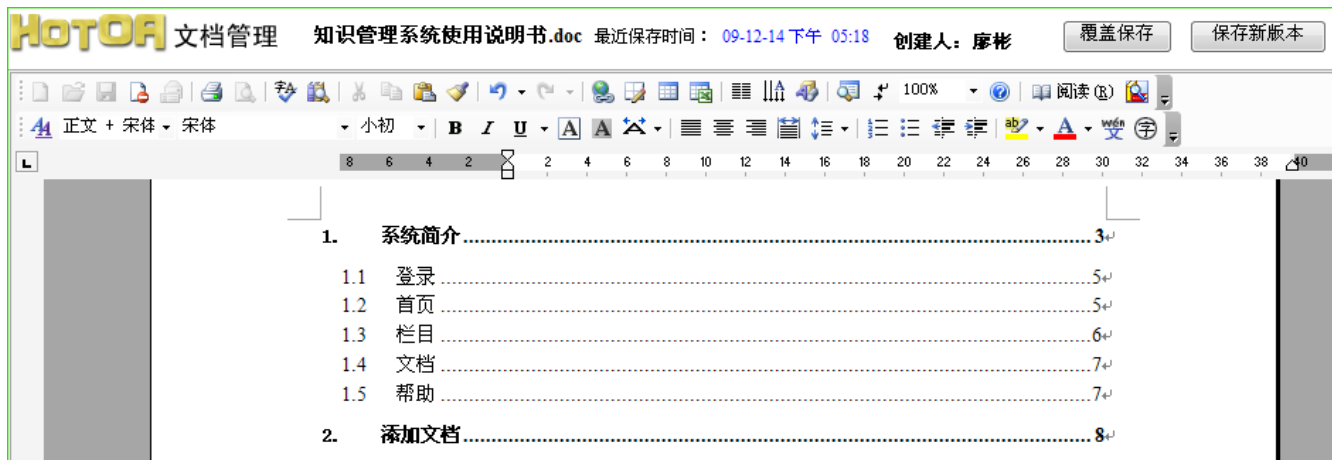 HOTOA 文档管理 知识管理系统使用说明书.doc 最近保存时间： 09-12-14 下午 05:18 创建人：廖彬 覆盖保存 保存新版本
100% 阅读(R)
正文 + 宋体 宋体 小初 B I U A A ab A wén 变 字
L 8 6 4 2 2 4 6 8 10 12 14 16 18 20 22 24 26 28 30 32 34 36 38 40
1. 系统简介 3
1.1 登录 5
1.2 首页 5
1.3 栏目 6
1.4 文档 7
1.5 帮助 7
2. 添加文档 8